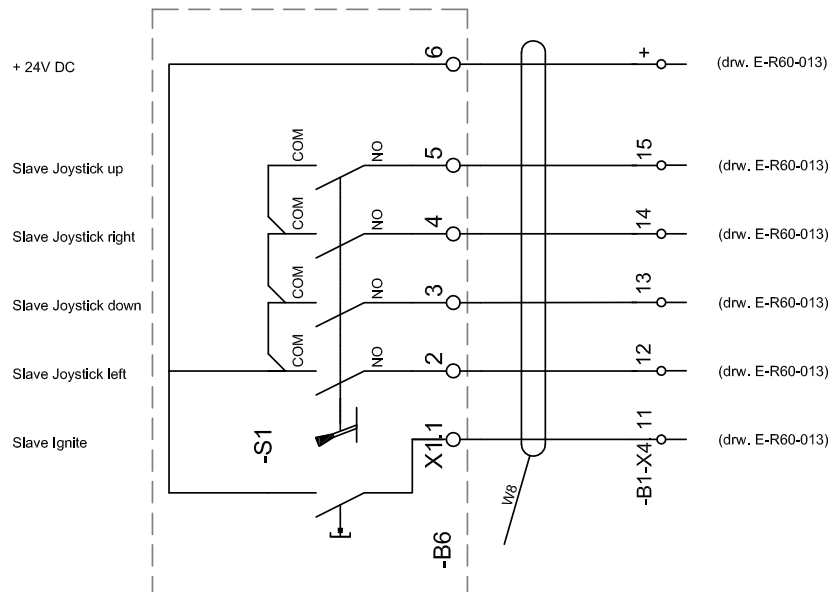 + 24V DC
6
+
(drw. E-R60-013)
Slave Joystick up
COM
NO
5
15
(drw. E-R60-013)
Slave Joystick right
COM
NO
4
14
(drw. E-R60-013)
Slave Joystick down
COM
NO
3
13
(drw. E-R60-013)
Slave Joystick left
COM
NO
2
12
(drw. E-R60-013)
Slave Ignite
-S1
X1.1
-B1-X4 11
(drw. E-R60-013)
W8
-B6